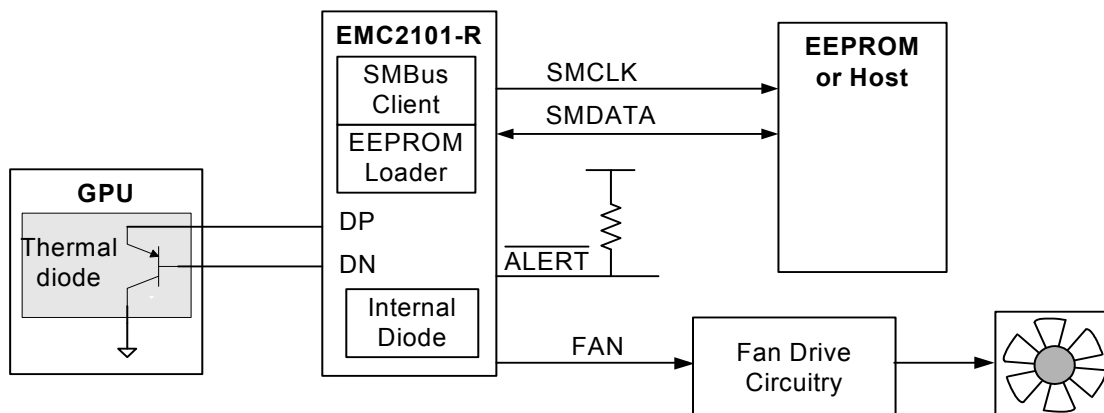 EMC2101-R
SMBus
Client
EEPROM
Loader
DP
DN
Internal
Diode
GPU
Thermal
diode
SMCLK
SMDATA
ALERT
FAN
EEPROM
or Host
Fan Drive
Circuitry